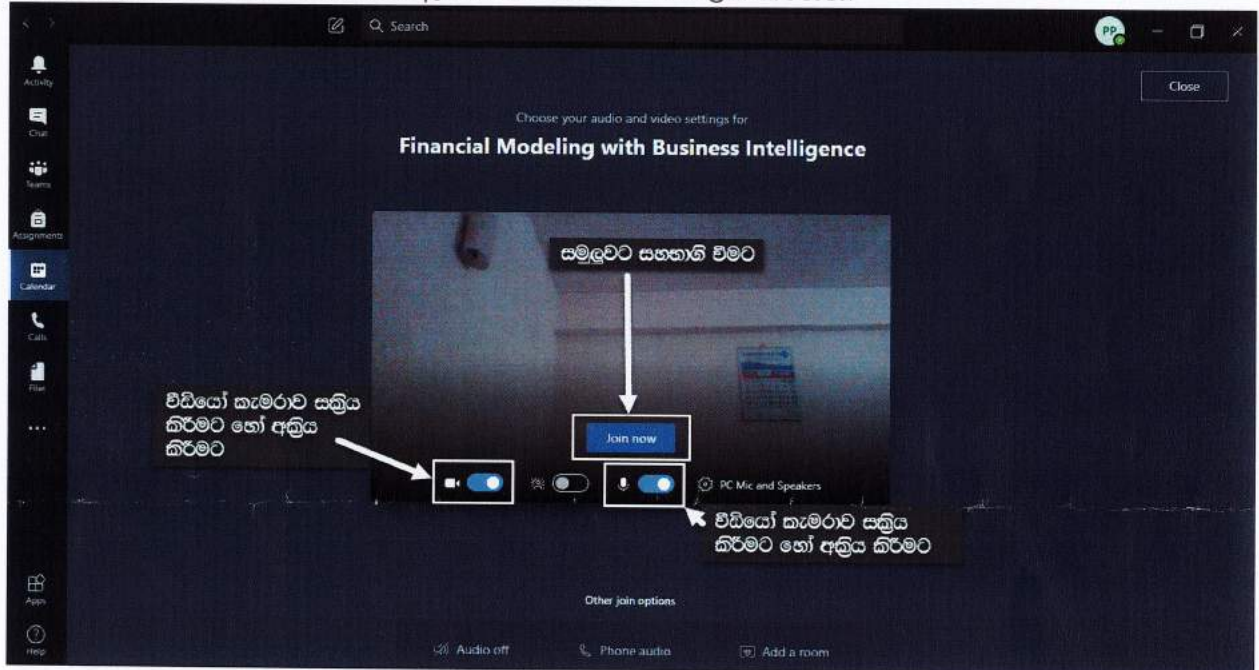 Search
PP
Activity
Chat
Teams
Assignments
Calendar
Calls
Files
Apps
Help
Close
Choose your audio and video settings for
Financial Modeling with Business Intelligence
සමුලුවට සහභාගි වීමට
Join now
වීඩියෝ කැමරාව සක්‍රිය
කිරීමට හෝ අක්‍රිය
කිරීමට
PC Mic and Speakers
වීඩියෝ කැමරාව සක්‍රිය
කිරීමට හෝ අක්‍රිය කිරීමට
Other join options
Audio off
Phone audio
Add a room